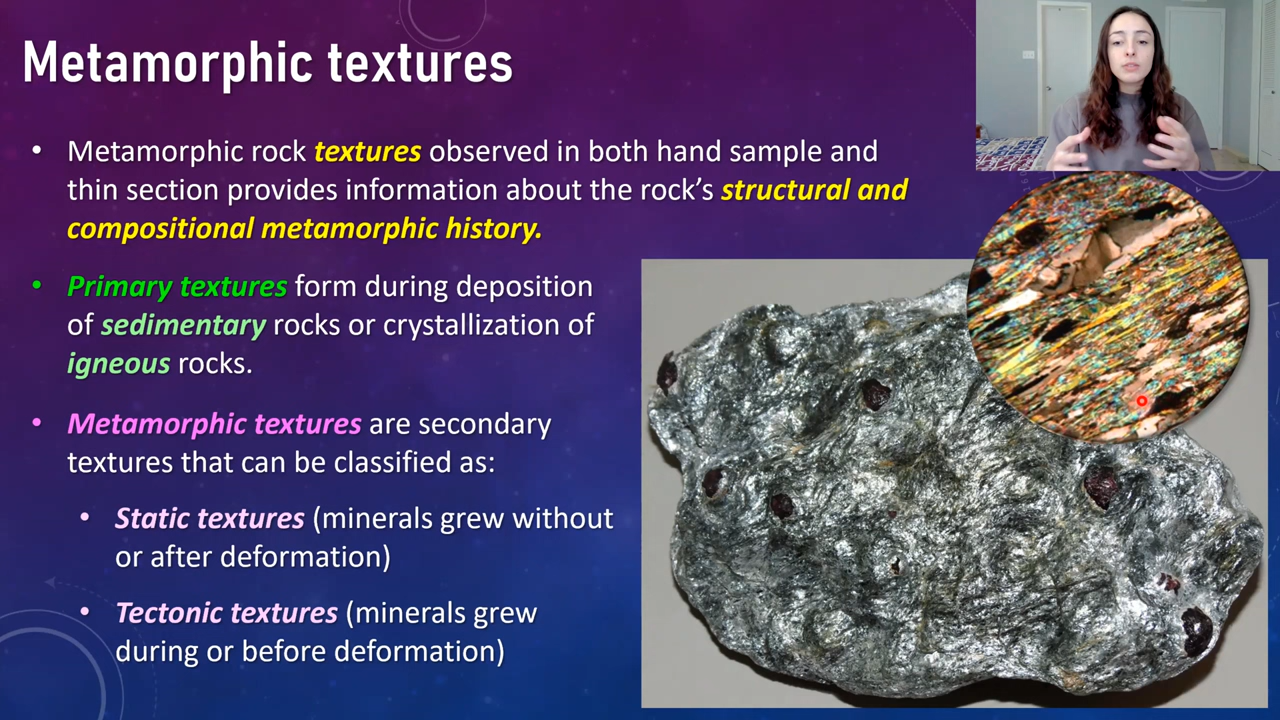 Metamorphic textures
• Metamorphic rock textures observed in both hand sample and
thin section provides information about the rock's structural and
compositional metamorphic history.
• Primary textures form during deposition
of sedimentary rocks or crystallization of
igneous rocks.
• Metamorphic textures are secondary
textures that can be classified as:
• Static textures (minerals grew without
or after deformation)
• Tectonic textures (minerals grew
during or before deformation)